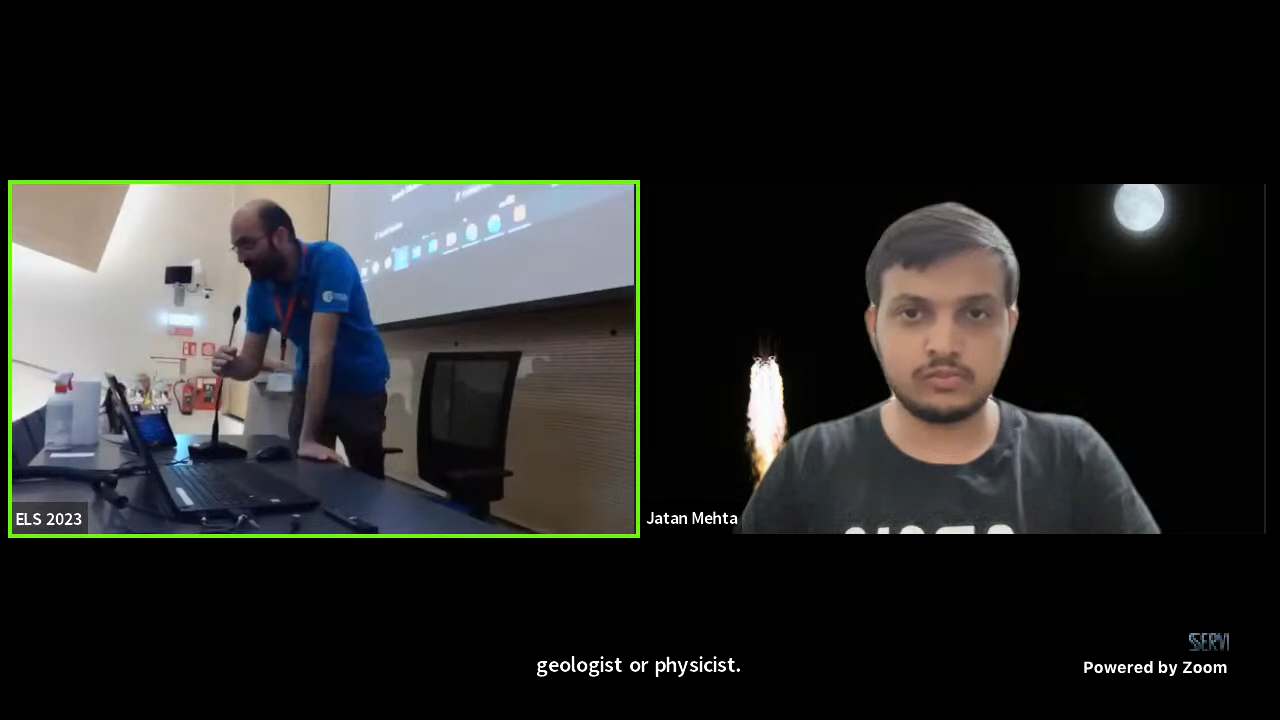 ELS 2023
Jatan Mehta
geologist or physicist.
SSERVI
Powered by Zoom